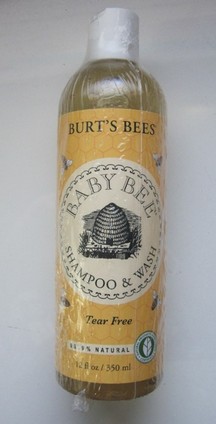 BURT'S BEES
BABY BEE
SHAMPOO & WASH
Tear Free
NATURAL
fl oz / 350 ml